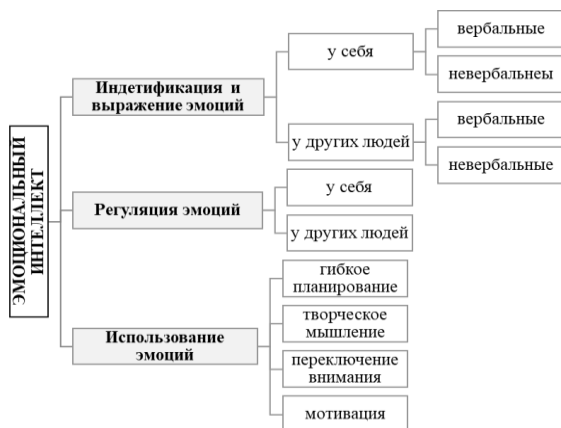 ЭМОЦИОНАЛЬНЫЙ
ИНТЕЛЛЕКТ
Индетификация и
выражение эмоций
у себя
вербальные
невербальнеы
у других людей
вербальные
невербальные
Регуляция эмоций
у себя
у других людей
Использование
эмоций
гибкое
планирование
творческое
мышление
переключение
внимания
мотивация